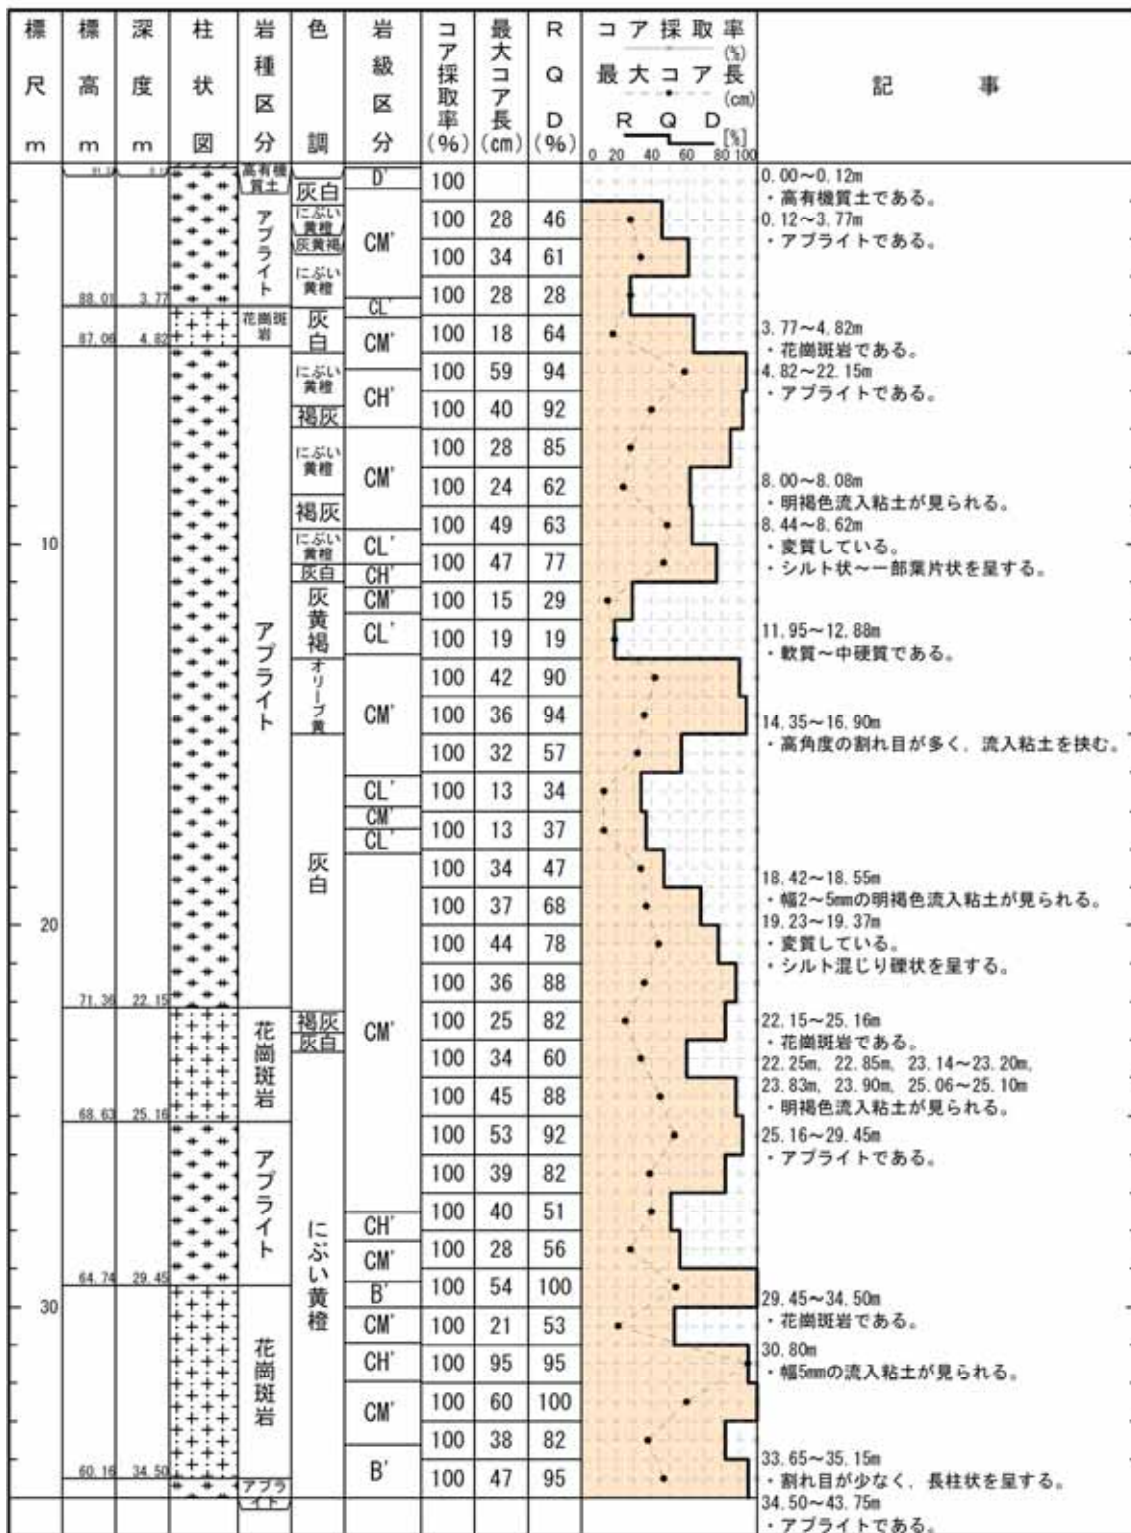 標尺m 標高m 深度m 柱状図 岩種区分 色調 岩級区分 コア採取率(%) 最大コア長(cm) RQD(%) コア採取率(%) 最大コア長(cm) RQD[%] 記事
0 20 40 60 80 100
高有機質土 灰白 D' 100
0.00～0.12m
・高有機質土である。
アプライト にぶい黄橙 CM' 100 28 46
0.12～3.77m
・アプライトである。
灰黄褐 100 34 61
にぶい黄橙 100 28 28
88.01 3.77 CL'
花崗斑岩 灰白 CM' 100 18 64
3.77～4.82m
・花崗斑岩である。
87.06 4.82
にぶい黄橙 CH' 100 59 94
4.82～22.15m
・アプライトである。
褐灰 100 40 92
にぶい黄橙 CM' 100 28 85
100 24 62
8.00～8.08m
・明褐色流入粘土が見られる。
褐灰 100 49 63
8.44～8.62m
・変質している。
・シルト状～一部葉片状を呈する。
10 にぶい黄橙 CL'
灰白 CH' 100 47 77
灰黄褐 CM' 100 15 29
CL' 100 19 19
11.95～12.88m
・軟質～中硬質である。
アプライト オリーブ黄 CM' 100 42 90
100 36 94
14.35～16.90m
・高角度の割れ目が多く，流入粘土を挟む。
灰白 100 32 57
CL' 100 13 34
CM'
CL' 100 13 37
100 34 47
18.42～18.55m
・幅2～5mmの明褐色流入粘土が見られる。
100 37 68
19.23～19.37m
・変質している。
・シルト混じり礫状を呈する。
20 100 44 78
100 36 88
71.36 22.15
花崗斑岩 褐灰 CM' 100 25 82
22.15～25.16m
・花崗斑岩である。
灰白 100 34 60
22.25m, 22.85m, 23.14～23.20m,
23.83m, 23.90m, 25.06～25.10m
・明褐色流入粘土が見られる。
100 45 88
68.63 25.16
アプライト にぶい黄橙 100 53 92
25.16～29.45m
・アプライトである。
100 39 82
100 40 51
CH' 100 28 56
CM'
64.74 29.45
B' 100 54 100
29.45～34.50m
・花崗斑岩である。
30 花崗斑岩 CM' 100 21 53
30.80m
・幅5mmの流入粘土が見られる。
CH' 100 95 95
CM' 100 60 100
100 38 82
33.65～35.15m
・割れ目が少なく，長柱状を呈する。
60.16 34.50 B' 100 47 95
アプライト
34.50～43.75m
・アプライトである。